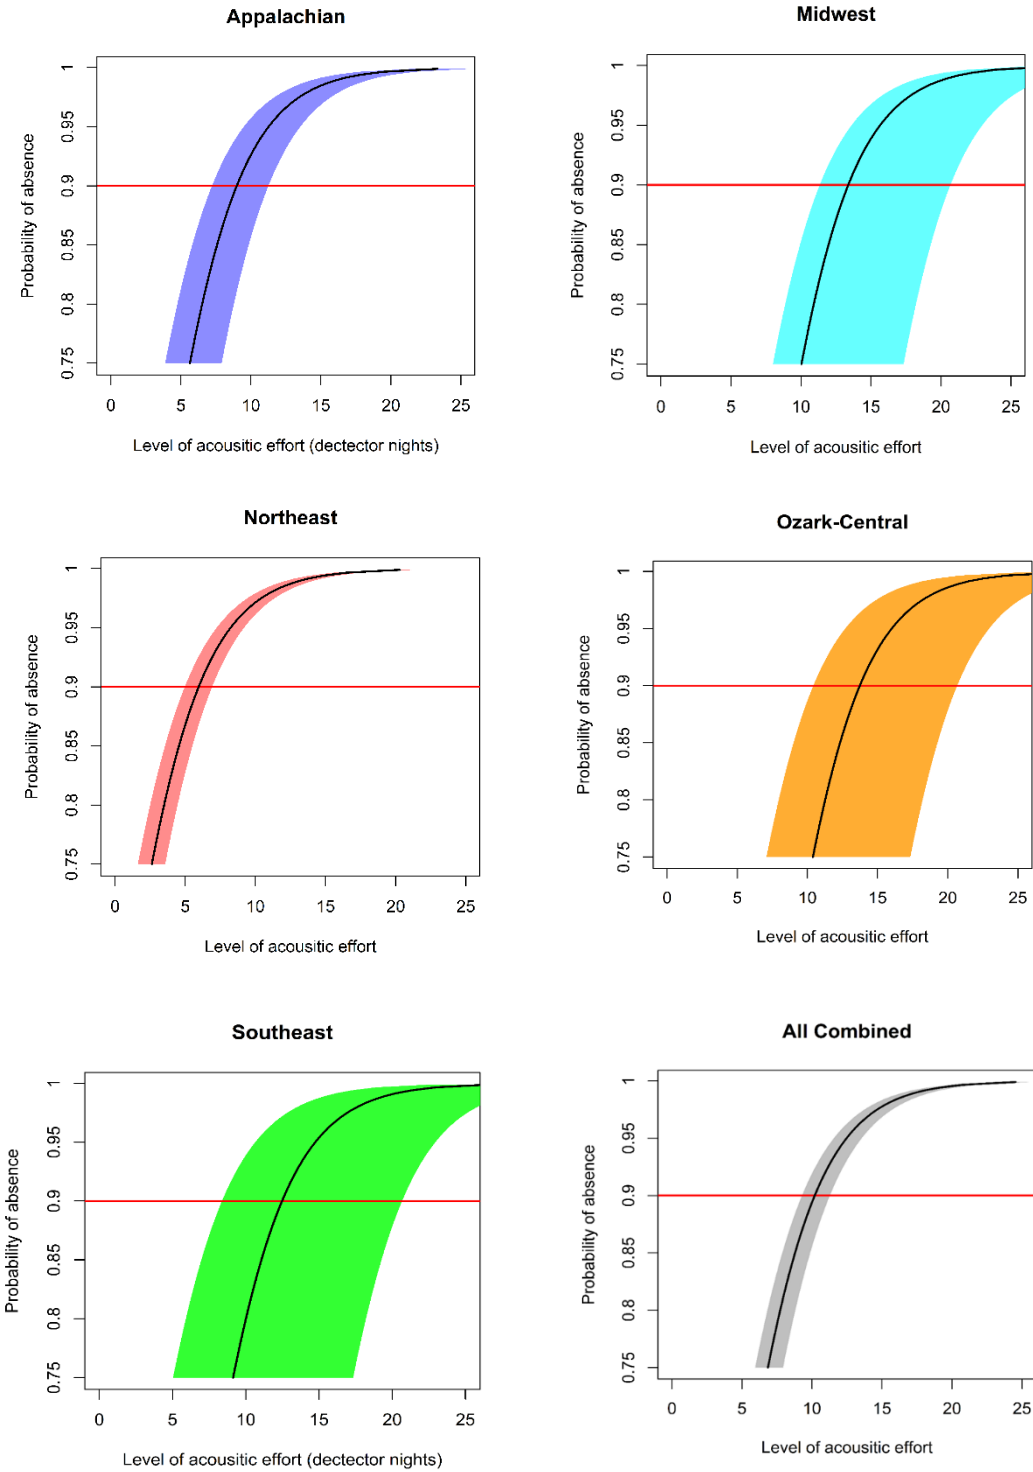 Appalachian
Probability of absence
1
0.95
0.9
0.85
0.8
0.75
0 5 10 15 20 25
Level of acousitic effort (dectector nights)
Midwest
Probability of absence
1
0.95
0.9
0.85
0.8
0.75
0 5 10 15 20 25
Level of acousitic effort
Northeast
Probability of absence
1
0.95
0.9
0.85
0.8
0.75
0 5 10 15 20 25
Level of acousitic effort
Ozark-Central
Probability of absence
1
0.95
0.9
0.85
0.8
0.75
0 5 10 15 20 25
Level of acousitic effort
Southeast
Probability of absence
1
0.95
0.9
0.85
0.8
0.75
0 5 10 15 20 25
Level of acousitic effort (dectector nights)
All Combined
Probability of absence
1
0.95
0.9
0.85
0.8
0.75
0 5 10 15 20 25
Level of acousitic effort